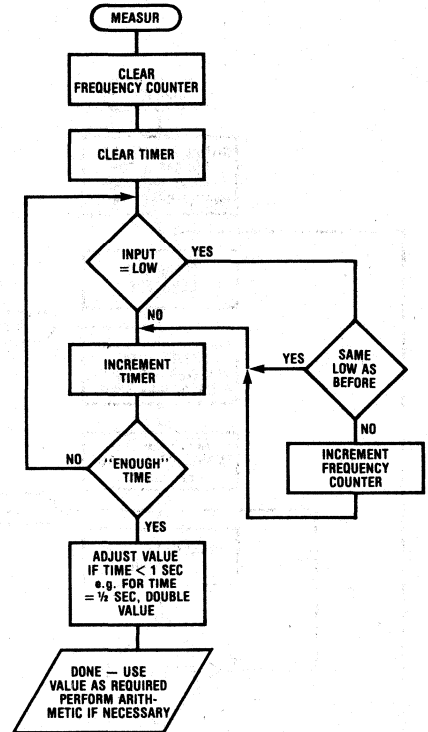 MEASUR
CLEAR
FREQUENCY COUNTER
CLEAR TIMER
INPUT
= LOW
YES
NO
SAME
LOW AS
BEFORE
YES
NO
INCREMENT
FREQUENCY
COUNTER
INCREMENT
TIMER
"ENOUGH"
TIME
NO
YES
ADJUST VALUE
IF TIME < 1 SEC
e.g. FOR TIME
= ½ SEC, DOUBLE
VALUE
DONE — USE
VALUE AS REQUIRED
PERFORM ARITH-
METIC IF NECESSARY